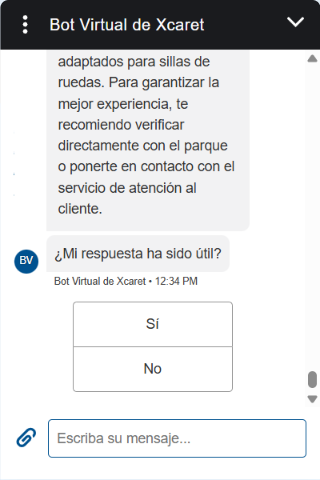 Bot Virtual de Xcaret
adaptados para sillas de
ruedas. Para garantizar la
mejor experiencia, te
recomiendo verificar
directamente con el parque
o ponerte en contacto con el
servicio de atención al
cliente.
BV
¿Mi respuesta ha sido útil?
Bot Virtual de Xcaret • 12:34 PM
Sí
No
Escriba su mensaje...